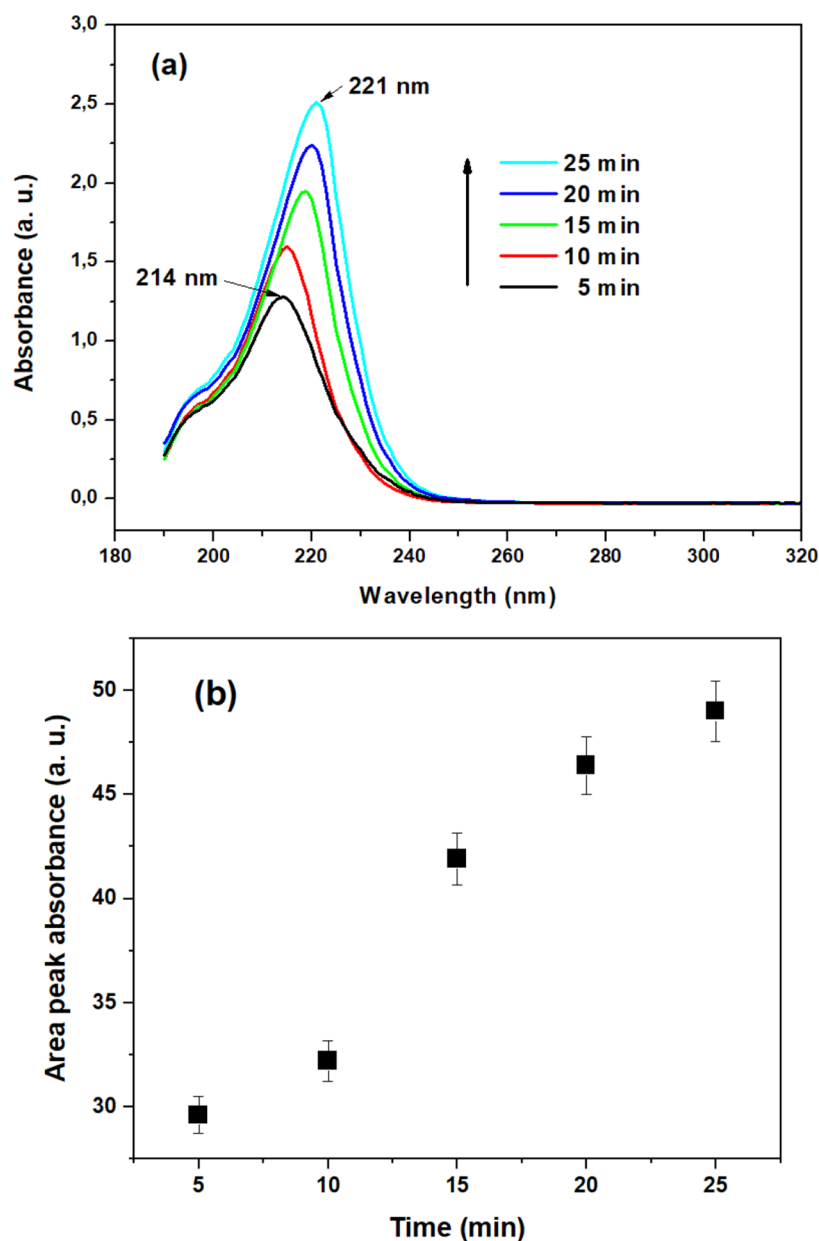 3,0
(a)
221 nm
2,5
25 min
2,0
20 min
15 min
1,5
10 min
214 nm
5 min
1,0
0,5
0,0
Absorbance (a. u.)
180 200 220 240 260 280 300 320
Wavelength (nm)
(b)
50
45
40
35
30
Area peak absorbance (a. u.)
5 10 15 20 25
Time (min)